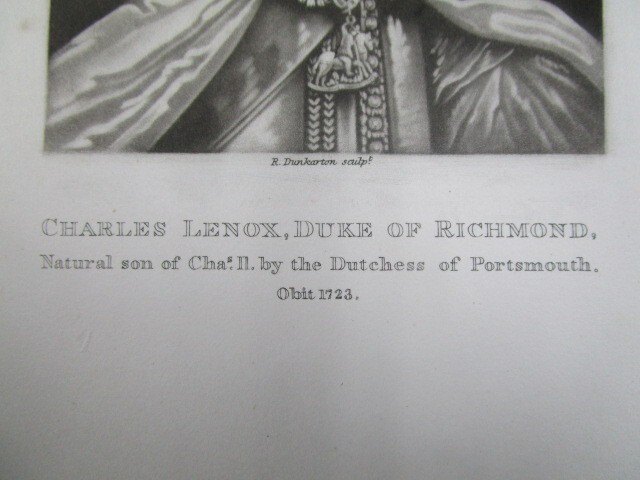 R. Dunkarton sculpt.
CHARLES LENOX, DUKE OF RICHMOND,
Natural son of Chas. II. by the Dutchess of Portsmouth.
Obit 1723.